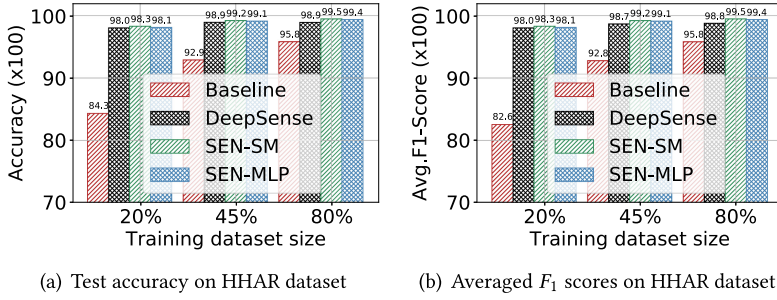 Accuracy (x100)
100
90
80
70
84.3
98.0
98.3
98.1
92.9
98.9
99.2
99.1
95.8
98.9
99.5
99.4
Baseline
DeepSense
SEN-SM
SEN-MLP
20%
45%
80%
Training dataset size
(a) Test accuracy on HHAR dataset
Avg.F1-Score (x100)
100
90
80
70
82.6
98.0
98.3
98.1
92.8
98.7
99.2
99.1
95.8
98.8
99.5
99.4
Baseline
DeepSense
SEN-SM
SEN-MLP
20%
45%
80%
Training dataset size
(b) Averaged F1 scores on HHAR dataset